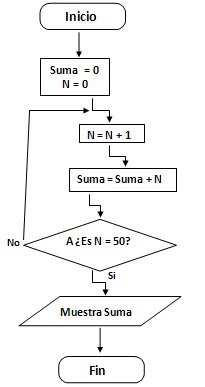 Inicio
Suma = 0
N = 0
N = N + 1
Suma = Suma + N
A ¿Es N = 50?
No
Si
Muestra Suma
Fin